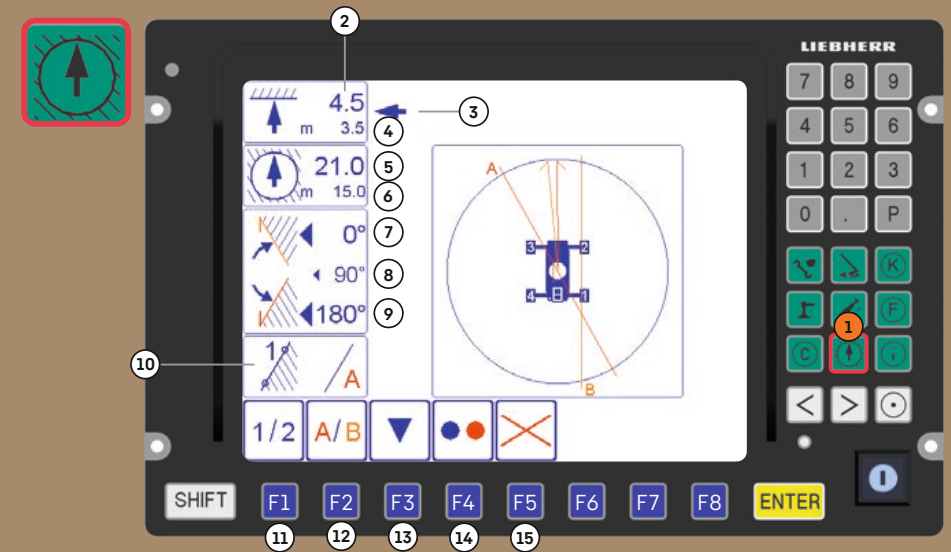 2
LIEBHERR
7 8 9
4.5
3
m 3.5
4
4 5 6
21.0
5
m 15.0
6
A
1 2 3
0°
7
0 . P
90°
8
3 2
K
180°
9
4 1
1
F
10
1
A
C
i
B
< >
1/2 A/B
SHIFT F1 F2 F3 F4 F5 F6 F7 F8 ENTER
11 12 13 14 15